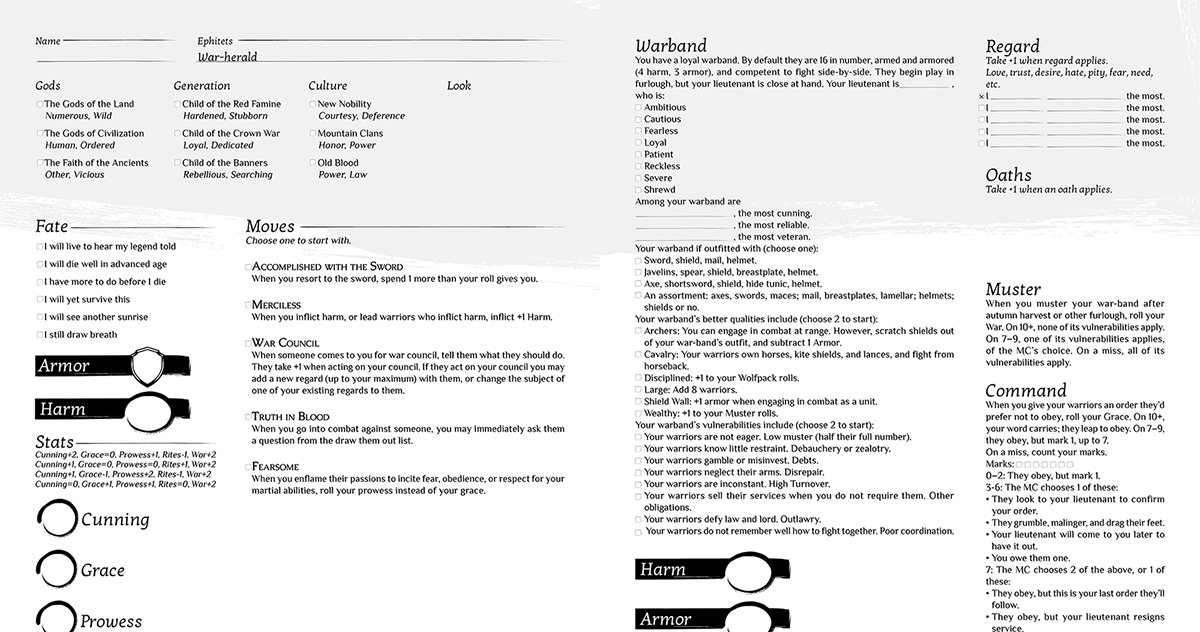 Name
Ephitets
War-herald
Gods
The Gods of the Land
Numerous, Wild
The Gods of Civilization
Human, Ordered
The Faith of the Ancients
Other, Vicious
Generation
Child of the Red Famine
Hardened, Stubborn
Child of the Crown War
Loyal, Dedicated
Child of the Banners
Rebellious, Searching
Culture
New Nobility
Courtesy, Deference
Mountain Clans
Honor, Power
Old Blood
Power, Law
Look
Fate
I will live to hear my legend told
I will die well in advanced age
I have more to do before I die
I will yet survive this
I will see another sunrise
I still draw breath
Armor
Harm
Stats
Cunning+2, Grace=0, Prowess+1, Rites-1, War+2
Cunning+1, Grace=0, Prowess=0, Rites+1, War+2
Cunning+1, Grace-1, Prowess+2, Rites-1, War+2
Cunning=0, Grace+1, Prowess+1, Rites=0, War+2
Cunning
Grace
Prowess
Moves
Choose one to start with.
Accomplished with the Sword
When you resort to the sword, spend 1 more than your roll gives you.
Merciless
When you inflict harm, or lead warriors who inflict harm, inflict +1 Harm.
War Council
When someone comes to you for war council, tell them what they should do.
They take +1 when acting on your council. If they act on your council you may
add a new regard (up to your maximum) with them, or change the subject of
one of your existing regards to them.
Truth in Blood
When you go into combat against someone, you may immediately ask them
a question from the draw them out list.
Fearsome
When you enflame their passions to incite fear, obedience, or respect for your
martial abilities, roll your prowess instead of your grace.
Warband
You have a loyal warband. By default they are 16 in number, armed and armored
(4 harm, 3 armor), and competent to fight side-by-side. They begin play in
furlough, but your lieutenant is close at hand. Your lieutenant is__________ ,
who is:
Ambitious
Cautious
Fearless
Loyal
Patient
Reckless
Severe
Shrewd
Among your warband are
____________________ , the most cunning.
____________________ , the most reliable.
____________________ , the most veteran.
Your warband if outfitted with (choose one):
Sword, shield, mail, helmet.
Javelins, spear, shield, breastplate, helmet.
Axe, shortsword, shield, hide tunic, helmet.
An assortment: axes, swords, maces; mail, breastplates, lamellar; helmets;
shields or no.
Your warband's better qualities include (choose 2 to start):
Archers: You can engage in combat at range. However, scratch shields out
of your war-band's outfit, and subtract 1 Armor.
Cavalry: Your warriors own horses, kite shields, and lances, and fight from
horseback.
Disciplined: +1 to your Wolfpack rolls.
Large: Add 8 warriors.
Shield Wall: +1 armor when engaging in combat as a unit.
Wealthy: +1 to your Muster rolls.
Your warband's vulnerabilities include (choose 2 to start):
Your warriors are not eager. Low muster (half their full number).
Your warriors know little restraint. Debauchery or zealotry.
Your warriors gamble or misinvest. Debts.
Your warriors neglect their arms. Disrepair.
Your warriors are inconstant. High Turnover.
Your warriors sell their services when you do not require them. Other
obligations.
Your warriors defy law and lord. Outlawry.
Your warriors do not remember well how to fight together. Poor coordination.
Harm
Armor
Regard
Take +1 when regard applies.
Love, trust, desire, hate, pity, fear, need,
etc.
I ____________ ________________ the most.
I ____________ ________________ the most.
I ____________ ________________ the most.
I ____________ ________________ the most.
I ____________ ________________ the most.
Oaths
Take +1 when an oath applies.
Muster
When you muster your war-band after
autumn harvest or other furlough, roll your
War. On 10+, none of its vulnerabilities apply.
On 7–9, one of its vulnerabilities applies,
of the MC's choice. On a miss, all of its
vulnerabilities apply.
Command
When you give your warriors an order they'd
prefer not to obey, roll your Grace. On 10+,
your word carries; they leap to obey. On 7–9,
they obey, but mark 1, up to 7.
On a miss, count your marks.
Marks:
0–2: They obey, but mark 1.
3-6: The MC chooses 1 of these:
• They look to your lieutenant to confirm
your order.
• They grumble, malinger, and drag their feet.
• Your lieutenant will come to you later to
have it out.
• You owe them one.
7: The MC chooses 2 of the above, or 1 of
these:
• They obey, but this is your last order they'll
follow.
• They obey, but your lieutenant resigns
service.